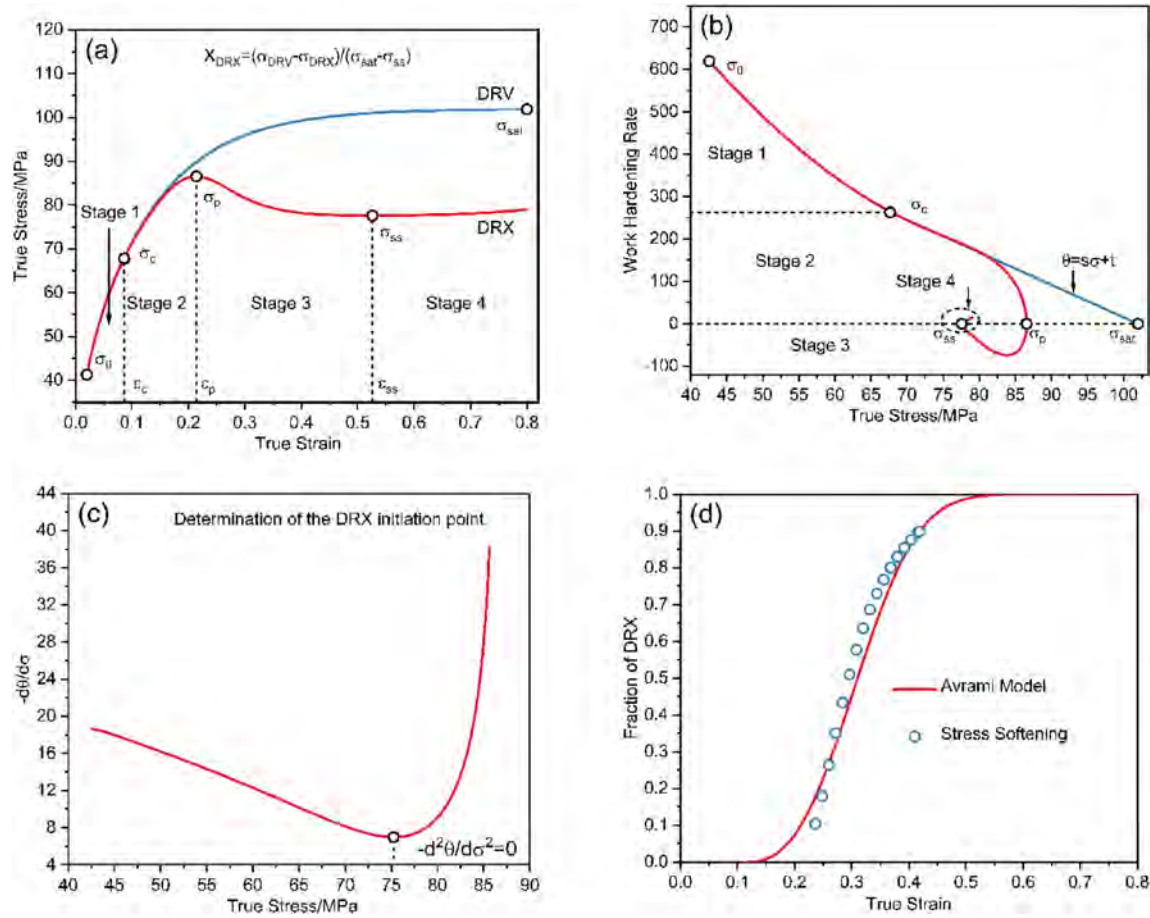 (a)
X_DRX=(σ_DRV-σ_DRX)/(σ_sat-σ_ss)
120
110
100
90
80
70
60
50
40
True Stress/MPa
DRV
σ_sat
σ_p
Stage 1
σ_ss
DRX
σ_c
Stage 2
Stage 3
Stage 4
σ_0
ε_c
ε_p
ε_ss
0.0 0.1 0.2 0.3 0.4 0.5 0.6 0.7 0.8
True Strain
(b)
700
600
500
400
300
200
100
0
-100
Work Hardening Rate
σ_0
Stage 1
σ_c
Stage 2
Stage 4
θ=sσ+t
σ_ss
σ_p
σ_sat
Stage 3
40 45 50 55 60 65 70 75 80 85 90 95 100
True Stress/MPa
(c)
Determination of the DRX initiation point
44
40
36
32
28
24
20
16
12
8
4
-dθ/dσ
-d²θ/dσ²=0
40 45 50 55 60 65 70 75 80 85 90
True Stress/MPa
(d)
1.0
0.9
0.8
0.7
0.6
0.5
0.4
0.3
0.2
0.1
0.0
Fraction of DRX
Avrami Model
Stress Softening
0.0 0.1 0.2 0.3 0.4 0.5 0.6 0.7 0.8
True Strain